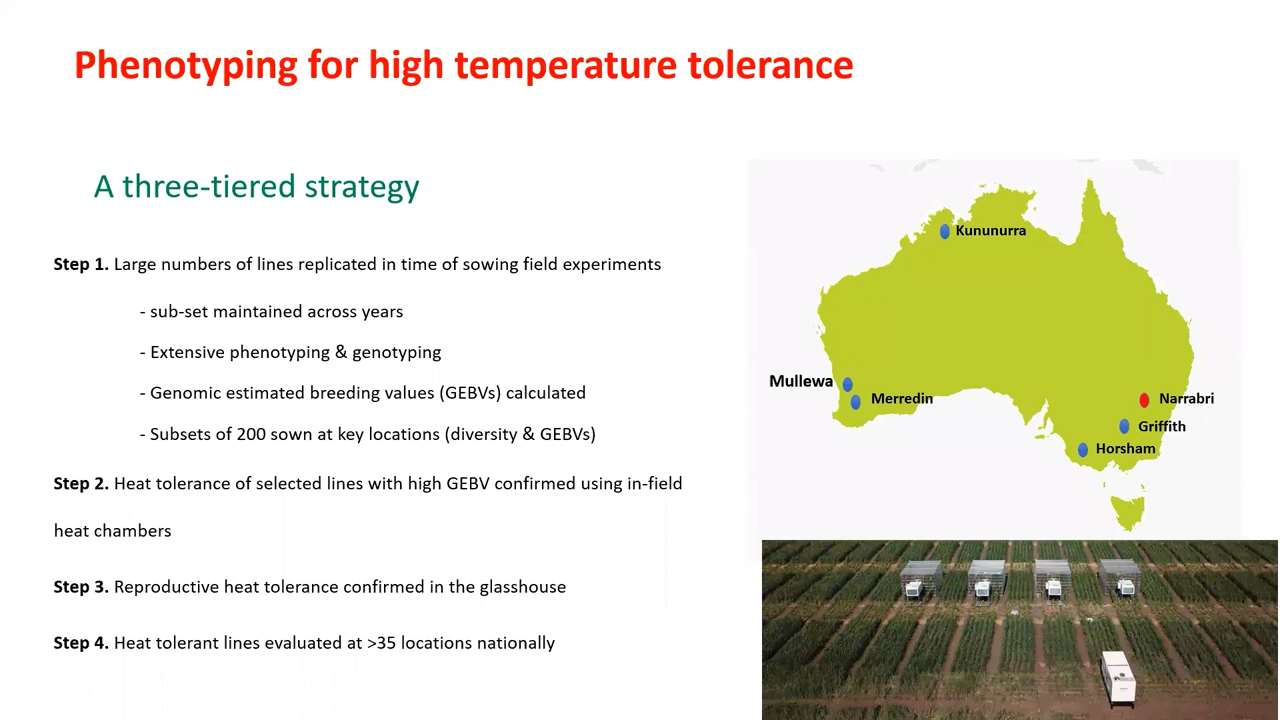 Phenotyping for high temperature tolerance
A three-tiered strategy
Step 1. Large numbers of lines replicated in time of sowing field experiments
- sub-set maintained across years
- Extensive phenotyping & genotyping
- Genomic estimated breeding values (GEBVs) calculated
- Subsets of 200 sown at key locations (diversity & GEBVs)
Step 2. Heat tolerance of selected lines with high GEBV confirmed using in-field
heat chambers
Step 3. Reproductive heat tolerance confirmed in the glasshouse
Step 4. Heat tolerant lines evaluated at >35 locations nationally
Kununurra
Mullewa
Merredin
Narrabri
Griffith
Horsham